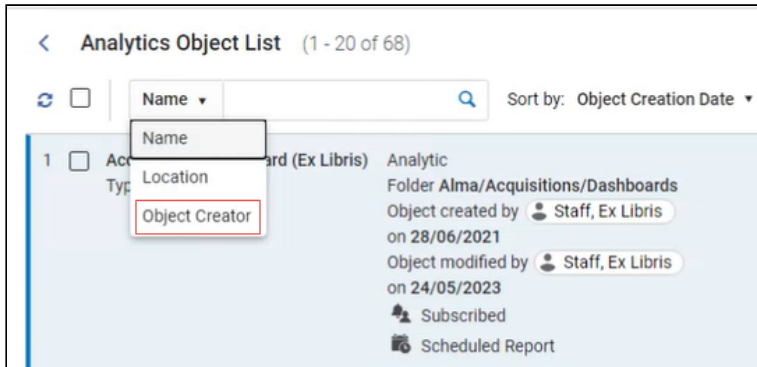 Analytics Object List (1 - 20 of 68)
Name Sort by: Object Creation Date
Name
Location
Object Creator
1 Acc ard (Ex Libris)
Typ
Analytic
Folder Alma/Acquisitions/Dashboards
Object created by Staff, Ex Libris
on 28/06/2021
Object modified by Staff, Ex Libris
on 24/05/2023
Subscribed
Scheduled Report